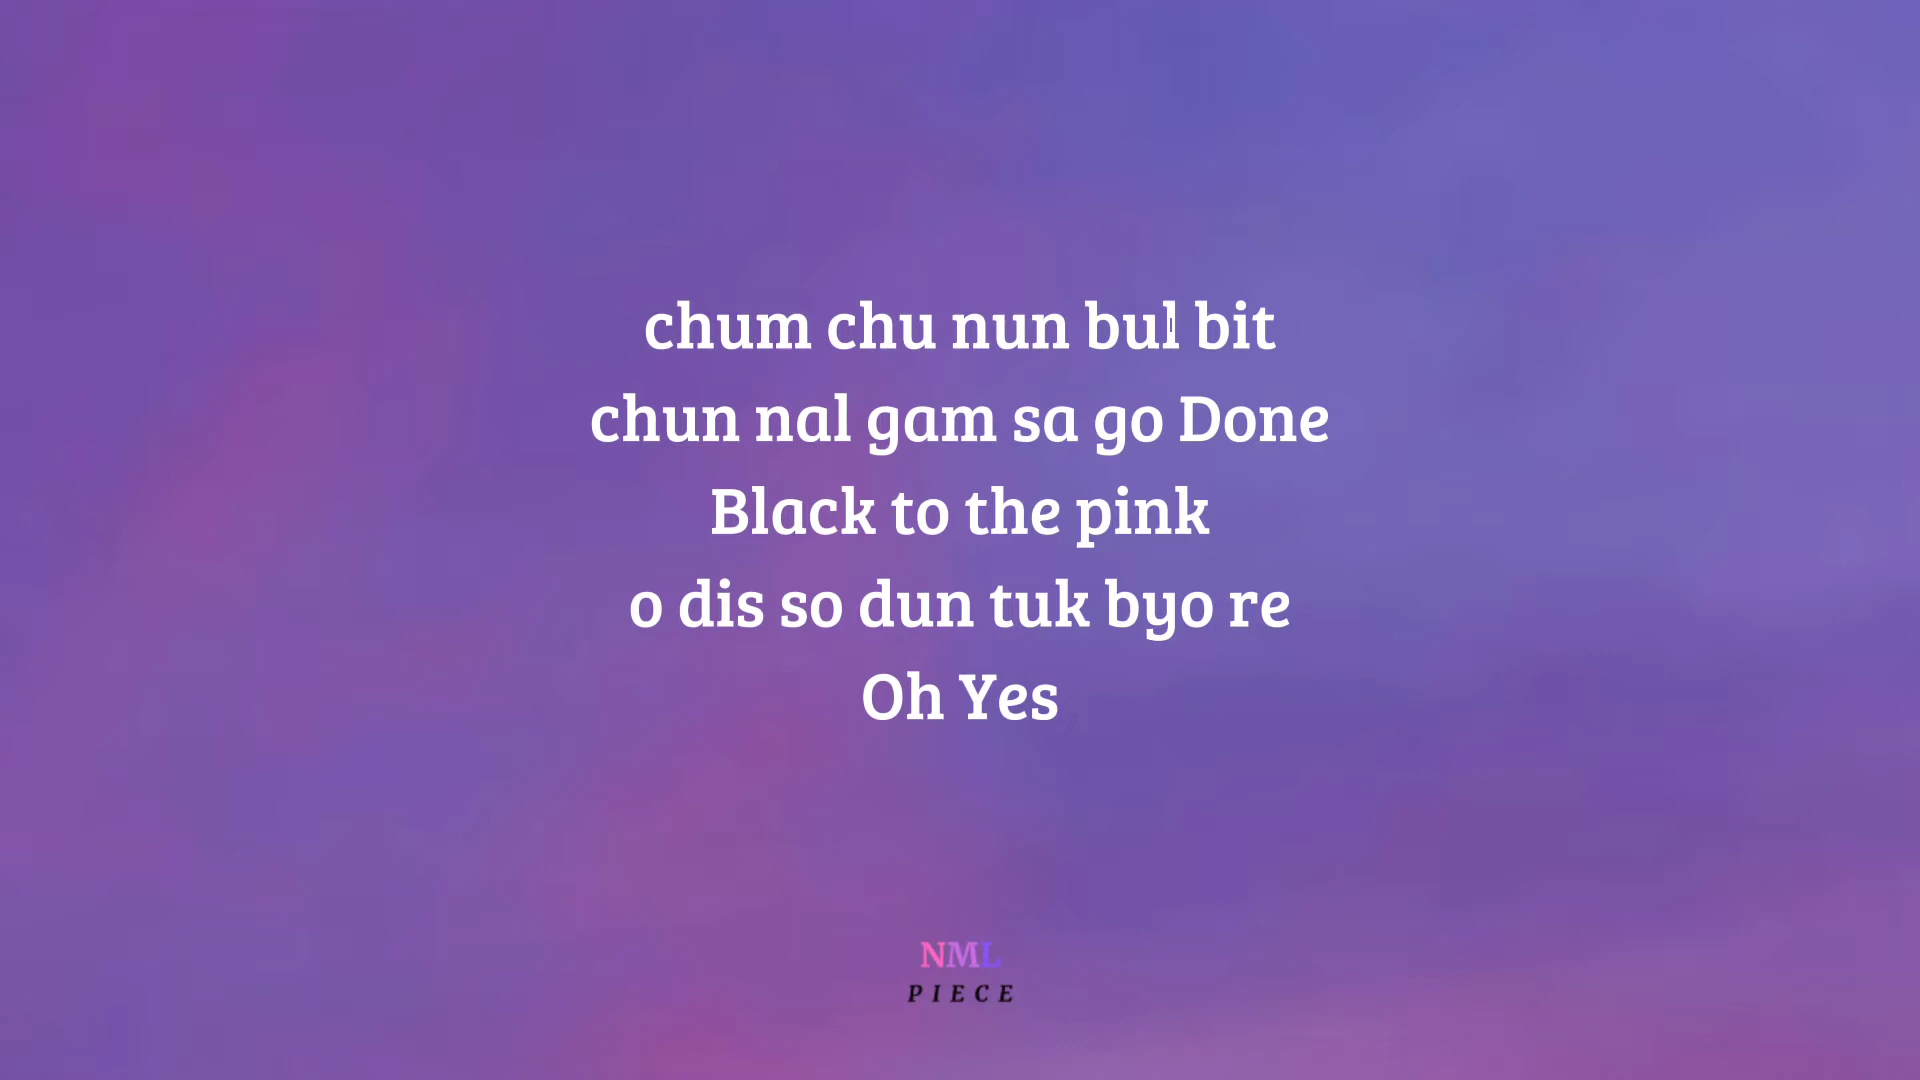 chum chu nun bul bit
chun nal gam sa go Done
Black to the pink
o dis so dun tuk byo re
Oh Yes
NML
PIECE